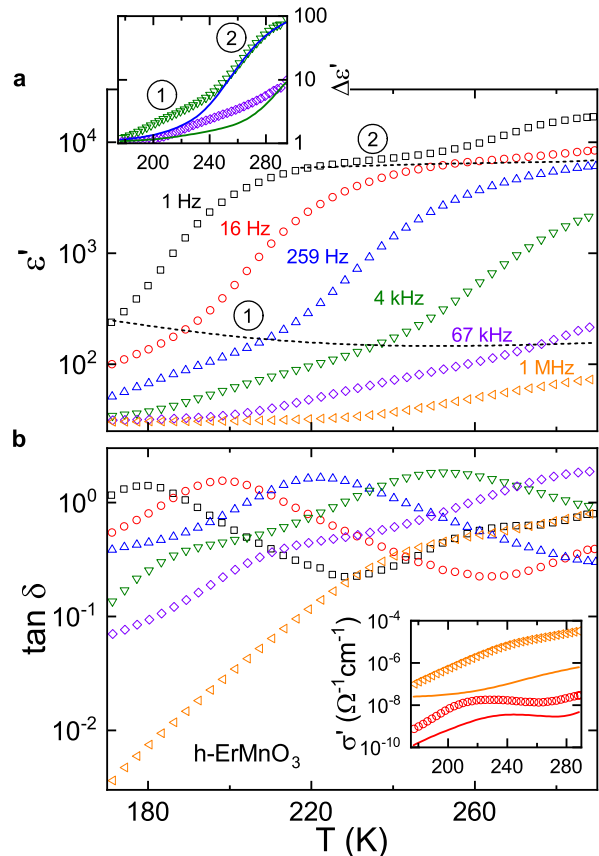 100
10
1
Δε'
2
1
200 240 280
a
10⁴
10³
10²
ε'
2
1 Hz
16 Hz
259 Hz
4 kHz
1
67 kHz
1 MHz
b
10⁰
10⁻¹
10⁻²
tan δ
10⁻⁴
10⁻⁶
10⁻⁸
10⁻¹⁰
σ' (Ω⁻¹cm⁻¹)
200 240 290
h-ErMnO₃
180 220 260
T (K)